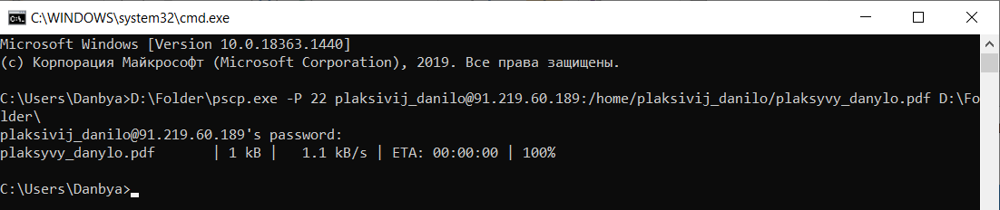 C:\WINDOWS\system32\cmd.exe
Microsoft Windows [Version 10.0.18363.1440]
(c) Корпорация Майкрософт (Microsoft Corporation), 2019. Все права защищены.
C:\Users\Danbya>D:\Folder\pscp.exe -P 22 plaksivij_danilo@91.219.60.189:/home/plaksivij_danilo/plaksyvy_danylo.pdf D:\Fo
lder\
plaksivij_danilo@91.219.60.189's password:
plaksyvy_danylo.pdf       | 1 kB |   1.1 kB/s | ETA: 00:00:00 | 100%
C:\Users\Danbya>